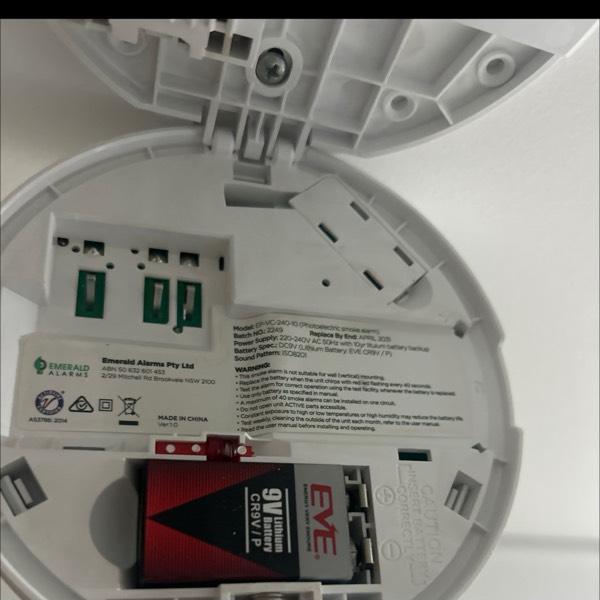 Model: EP-VC-240-10 (Photoelectric smoke alarm)
Batch NO.: 2249 Replace By End: APRIL 2031
Power Supply: 220-240V AC 50Hz with 10yr lithium battery backup
Battery Spec.: DC9V (Lithium Battery: EVE CR9V / P)
Sound Pattern: ISO8201
WARNING:
• This smoke alarm is not suitable for wall (vertical) mounting.
• Replace the battery when the unit chirps with red led flashing every 40 seconds.
• Test the alarm for correct operation using the test facility, whenever the battery is replaced.
• Use only battery as specified in manual.
• A maximum of 40 smoke alarms can be installed on one circuit.
• Do not open unit ACTIVE parts accessible.
• Constant exposure to high or low temperatures or high humidity may reduce the battery life.
• Test weekly, cleaning the outside of the unit each month, refer to the user manual.
• Read the user manual before installing and operating.
EMERALD
ALARMS
Emerald Alarms Pty Ltd
ABN 50 632 601 453
2/29 Mitchell Rd Brookvale NSW 2100
AS3786: 2014
MADE IN CHINA
Ver:1.0
EVE
ENERGY VERY ENDURE
9V Lithium
Battery
CR9V / P
CAUTION
INSERT BATTERY
CORRECTLY